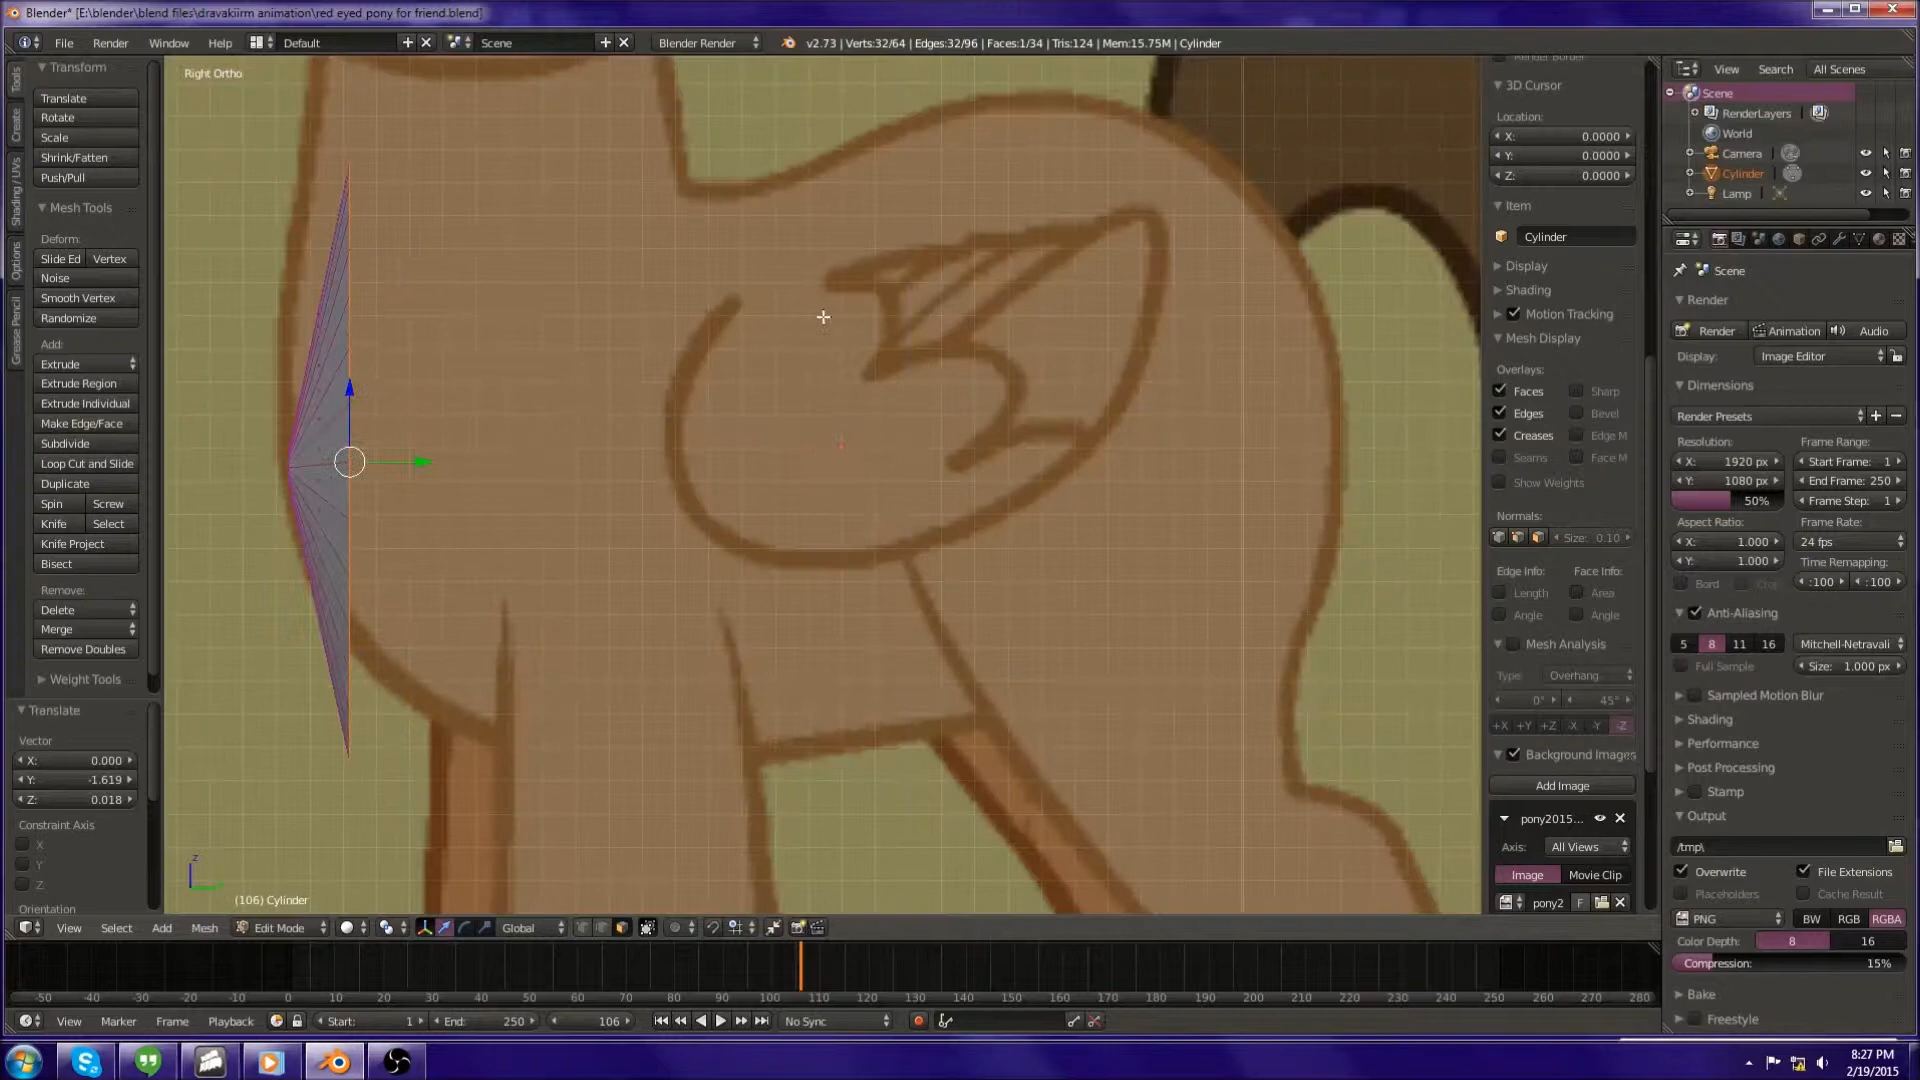 Blender* [E:\blender\blend files\dravakiirm animation\red eyed pony for friend.blend]
File Render Window Help Default Scene Blender Render v2.73 | Verts:32/64 | Edges:32/96 | Faces:1/34 | Tris:124 | Mem:15.75M | Cylinder
Tools
Create
Shading / UVs
Options
Grease Pencil
Transform
Translate
Rotate
Scale
Shrink/Fatten
Push/Pull
Mesh Tools
Deform:
Slide Ed Vertex
Noise
Smooth Vertex
Randomize
Add:
Extrude
Extrude Region
Extrude Individual
Make Edge/Face
Subdivide
Loop Cut and Slide
Duplicate
Spin Screw
Knife Select
Knife Project
Bisect
Remove:
Delete
Merge
Remove Doubles
Weight Tools
Translate
Vector
X: 0.000
Y: -1.619
Z: 0.018
Constraint Axis
X
Y
Z
Orientation
Right Ortho
z
(106) Cylinder
3D Cursor
Location:
X: 0.0000
Y: 0.0000
Z: 0.0000
Item
Cylinder
Display
Shading
Motion Tracking
Mesh Display
Overlays:
Faces Sharp
Edges Bevel
Creases Edge M
Seams Face M
Show Weights
Normals:
Size: 0.10
Edge Info: Face Info:
Length Area
Angle Angle
Mesh Analysis
Type: Overhang
0° 45°
+X +Y +Z -X -Y -Z
Background Images
Add Image
pony2015...
Axis: All Views
Image Movie Clip
pony2 F
View Search All Scenes
Scene
RenderLayers
World
Camera
Cylinder
Lamp
Scene
Render
Render Animation Audio
Display: Image Editor
Dimensions
Render Presets
Resolution: Frame Range:
X: 1920 px Start Frame: 1
Y: 1080 px End Frame: 250
50% Frame Step: 1
Aspect Ratio: Frame Rate:
X: 1.000 24 fps
Y: 1.000 Time Remapping:
Bord :100 :100
Anti-Aliasing
5 8 11 16 Mitchell-Netravali
Full Sample Size: 1.000 px
Sampled Motion Blur
Shading
Performance
Post Processing
Stamp
Output
/tmp\
Overwrite File Extensions
Placeholders Cache Result
PNG BW RGB RGBA
Color Depth: 8 16
Compression: 15%
Bake
Freestyle
View Select Add Mesh Edit Mode Global
-50 -40 -30 -20 -10 0 10 20 30 40 50 60 70 80 90 100 110 120 130 140 150 160 170 180 190 200 210 220 230 240 250 260 270 280
View Marker Frame Playback Start: 1 End: 250 106 No Sync
8:27 PM
2/19/2015